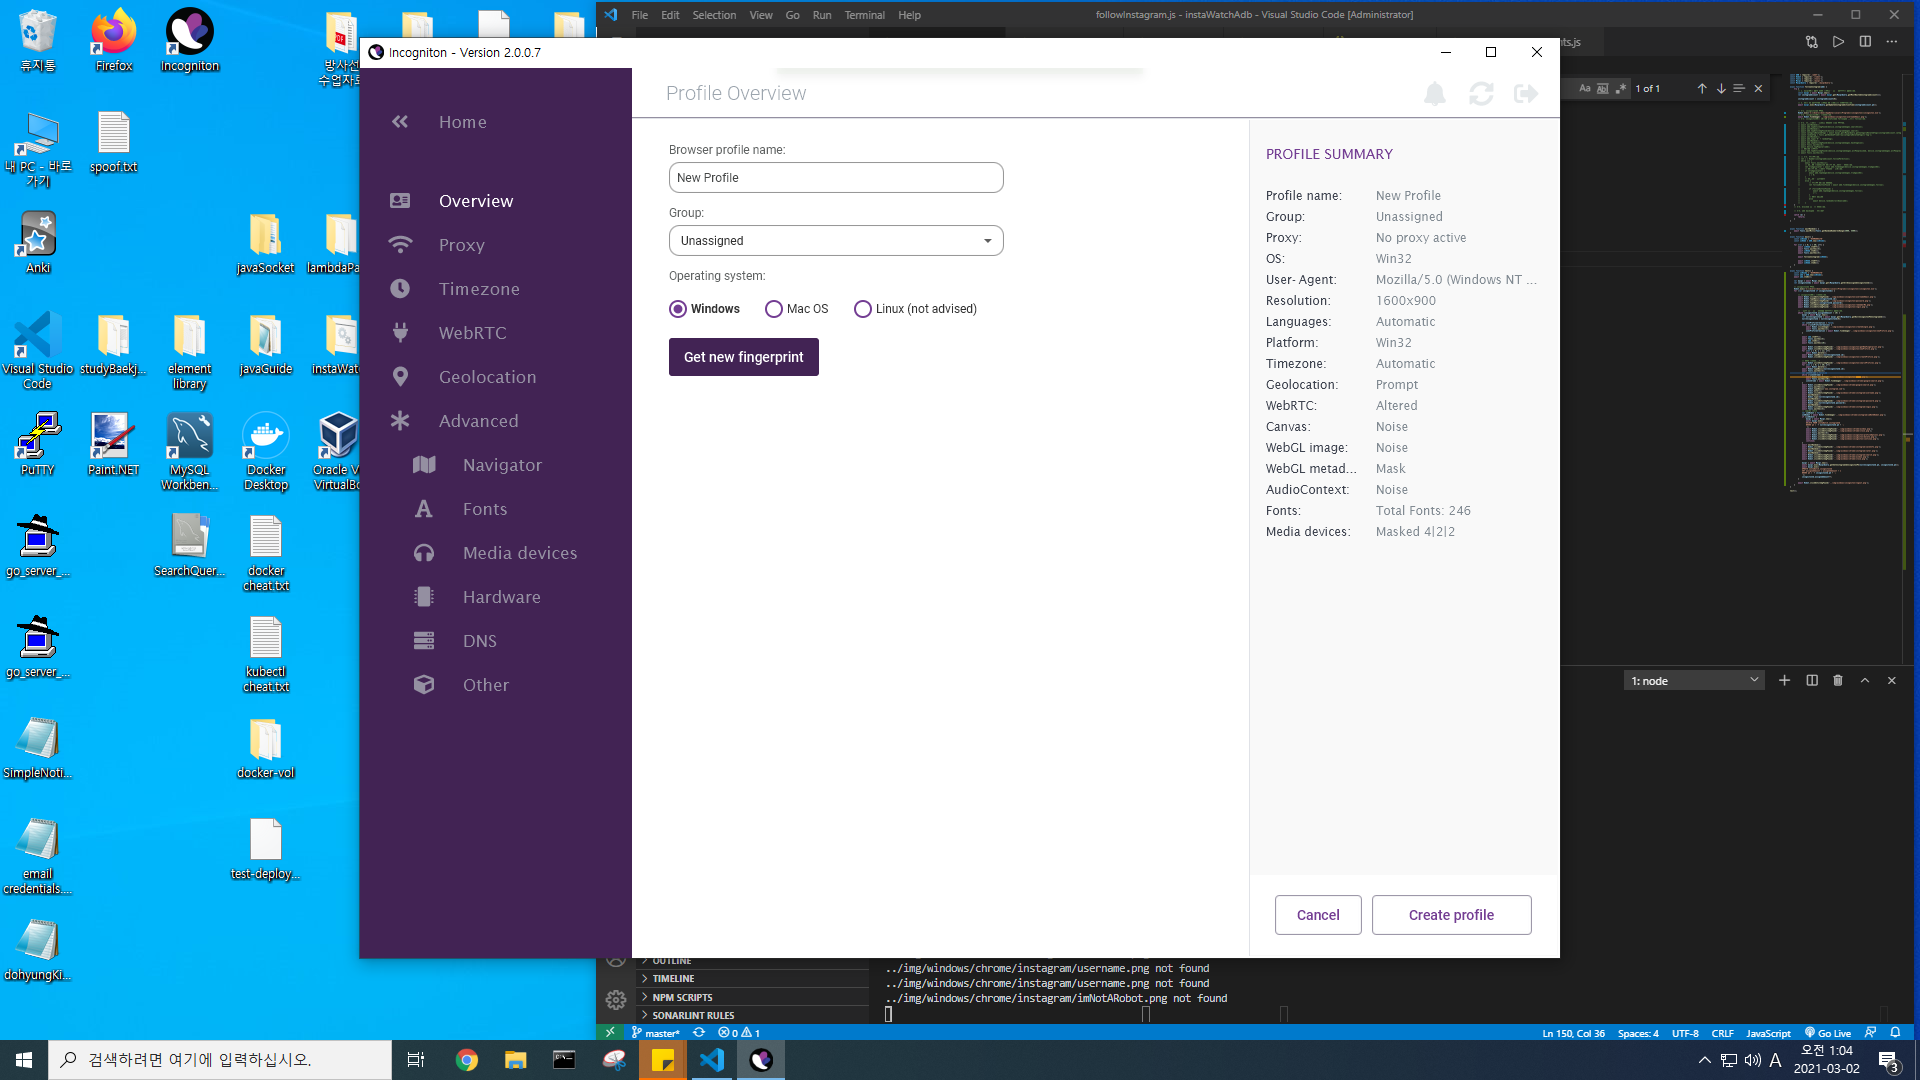 휴지통
Firefox
Incogniton
방사선
수업자료
내 PC - 바로
가기
spoof.txt
Anki
javaSocket
lambdaPa
Visual Studio
Code
studyBaekj...
element
library
javaGuide
instaWatc
PuTTY
Paint.NET
MySQL
Workben...
Docker
Desktop
Oracle V
VirtualBo
go_server_...
SearchQuer...
docker
cheat.txt
go_server_...
kubectl
cheat.txt
SimpleNoti...
docker-vol
email
credentials....
test-deploy...
dohyungKi...
File Edit Selection View Go Run Terminal Help
followInstagram.js - instaWatchAdb - Visual Studio Code [Administrator]
ts.js
Aa Ab 1 of 1
Incogniton - Version 2.0.0.7
Home
Overview
Proxy
Timezone
WebRTC
Geolocation
Advanced
Navigator
Fonts
Media devices
Hardware
DNS
Other
Profile Overview
Browser profile name:
New Profile
Group:
Unassigned
Operating system:
Windows Mac OS Linux (not advised)
Get new fingerprint
PROFILE SUMMARY
Profile name: New Profile
Group: Unassigned
Proxy: No proxy active
OS: Win32
User- Agent: Mozilla/5.0 (Windows NT ...
Resolution: 1600x900
Languages: Automatic
Platform: Win32
Timezone: Automatic
Geolocation: Prompt
WebRTC: Altered
Canvas: Noise
WebGL image: Noise
WebGL metad... Mask
AudioContext: Noise
Fonts: Total Fonts: 246
Media devices: Masked 4|2|2
Cancel Create profile
1: node
OUTLINE
TIMELINE
NPM SCRIPTS
SONARLINT RULES
../img/windows/chrome/instagram/username.png not found
../img/windows/chrome/instagram/username.png not found
../img/windows/chrome/instagram/imNotARobot.png not found
master* 0 1
Ln 150, Col 36 Spaces: 4 UTF-8 CRLF JavaScript Go Live
검색하려면 여기에 입력하십시오.
A
오전 1:04
2021-03-02
3